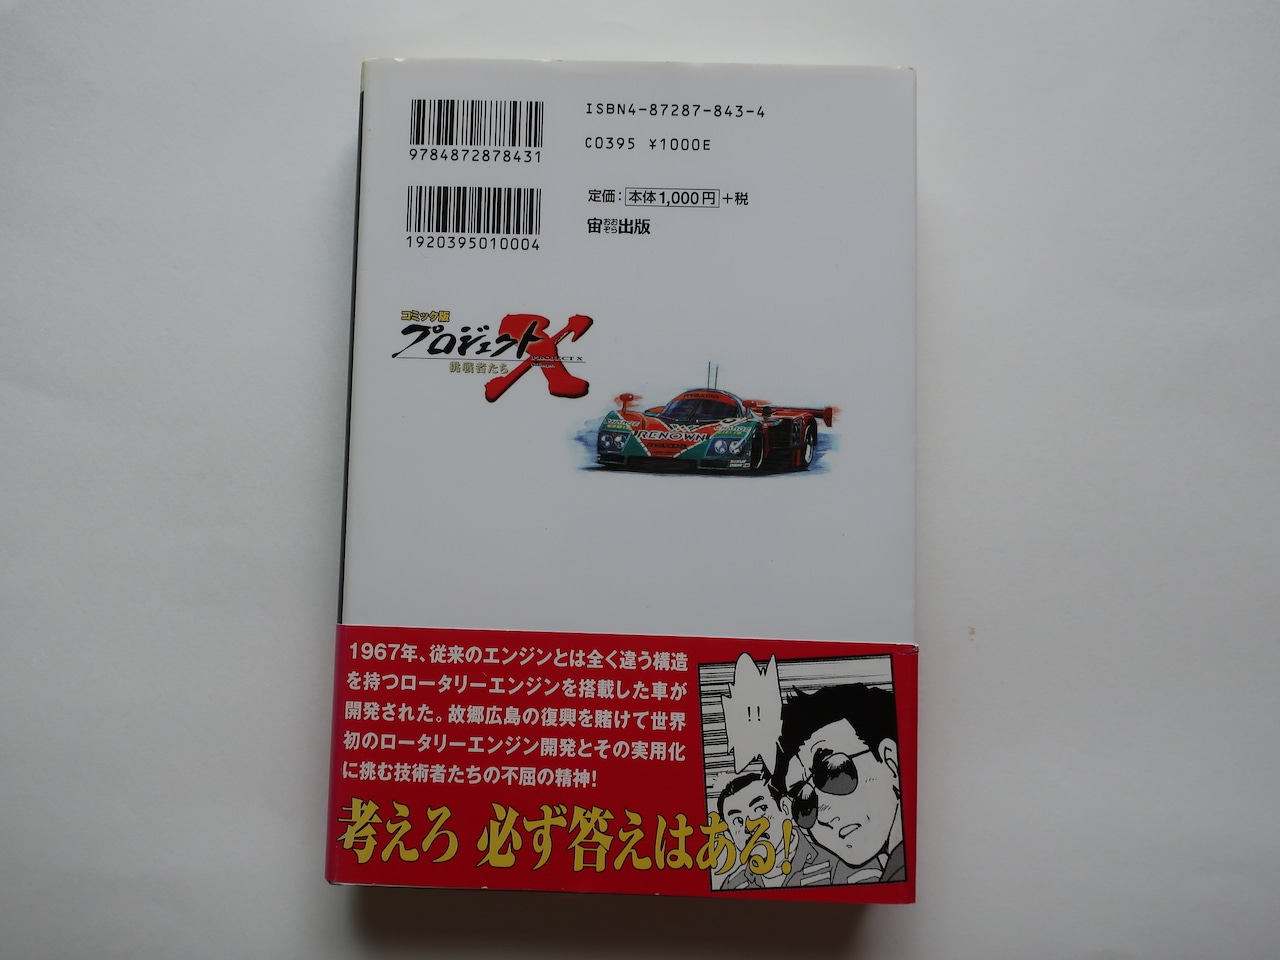 ISBN4-87287-843-4
9784872878431
C0395 ¥1000E
定価: 本体1,000円+税
1920395010004
宙おおぞら出版
コミック版
プロジェクトX
PROJECT X
挑戦者たち
RENOWN
1967年、従来のエンジンとは全く違う構造
を持つロータリーエンジンを搭載した車が
開発された。故郷広島の復興を賭けて世界
初のロータリーエンジン開発とその実用化
に挑む技術者たちの不屈の精神!
!!
考えろ 必ず答えはある!